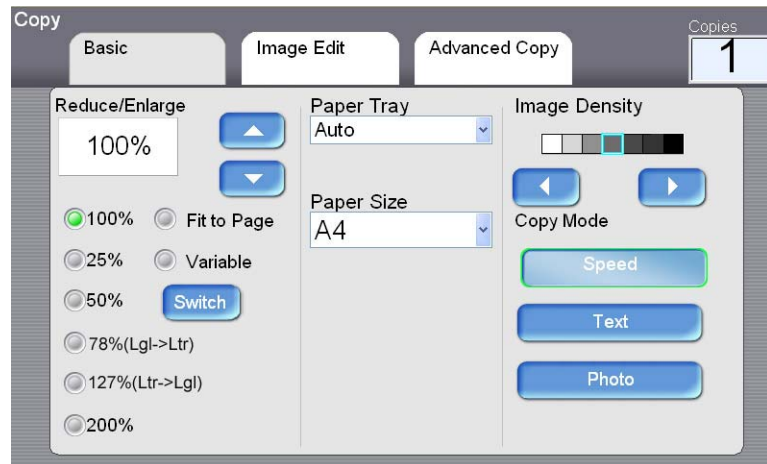 Copy
Copies
1
Basic
Image Edit
Advanced Copy
Reduce/Enlarge
100%
100%
Fit to Page
25%
Variable
50%
Switch
78%(Lgl->Ltr)
127%(Ltr->Lgl)
200%
Paper Tray
Auto
Paper Size
A4
Image Density
Copy Mode
Speed
Text
Photo